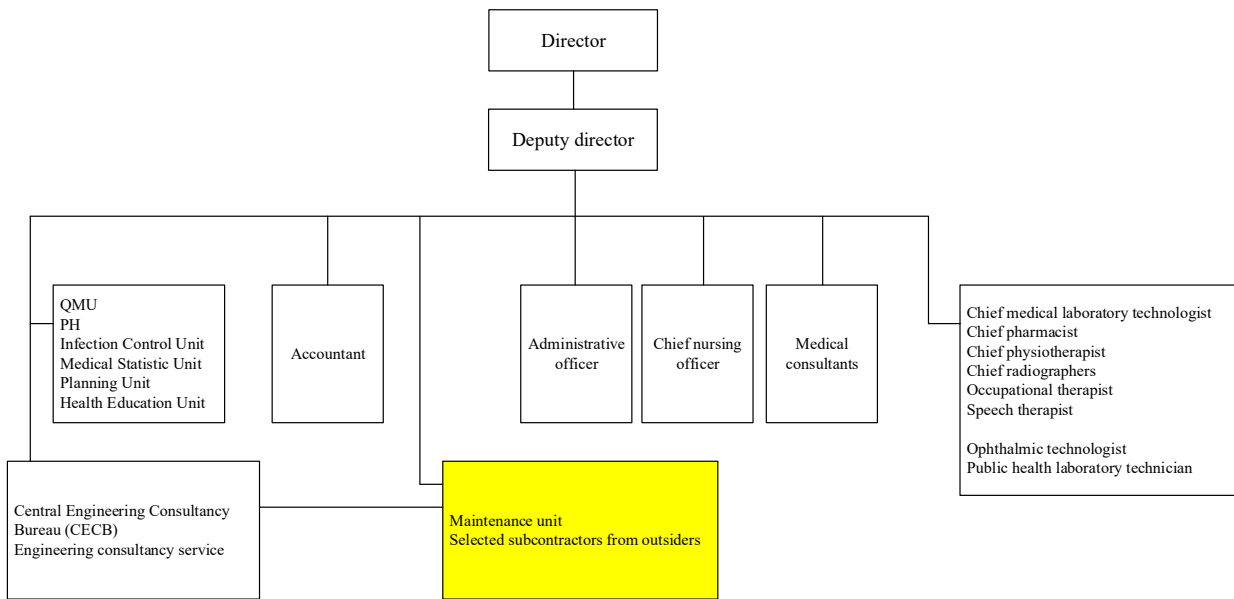 Director
Deputy director
QMU
PH
Infection Control Unit
Medical Statistic Unit
Planning Unit
Health Education Unit
Accountant
Administrative
officer
Chief nursing
officer
Medical
consultants
Chief medical laboratory technologist
Chief pharmacist
Chief physiotherapist
Chief radiographers
Occupational therapist
Speech therapist
Ophthalmic technologist
Public health laboratory technician
Central Engineering Consultancy
Bureau (CECB)
Engineering consultancy service
Maintenance unit
Selected subcontractors from outsiders